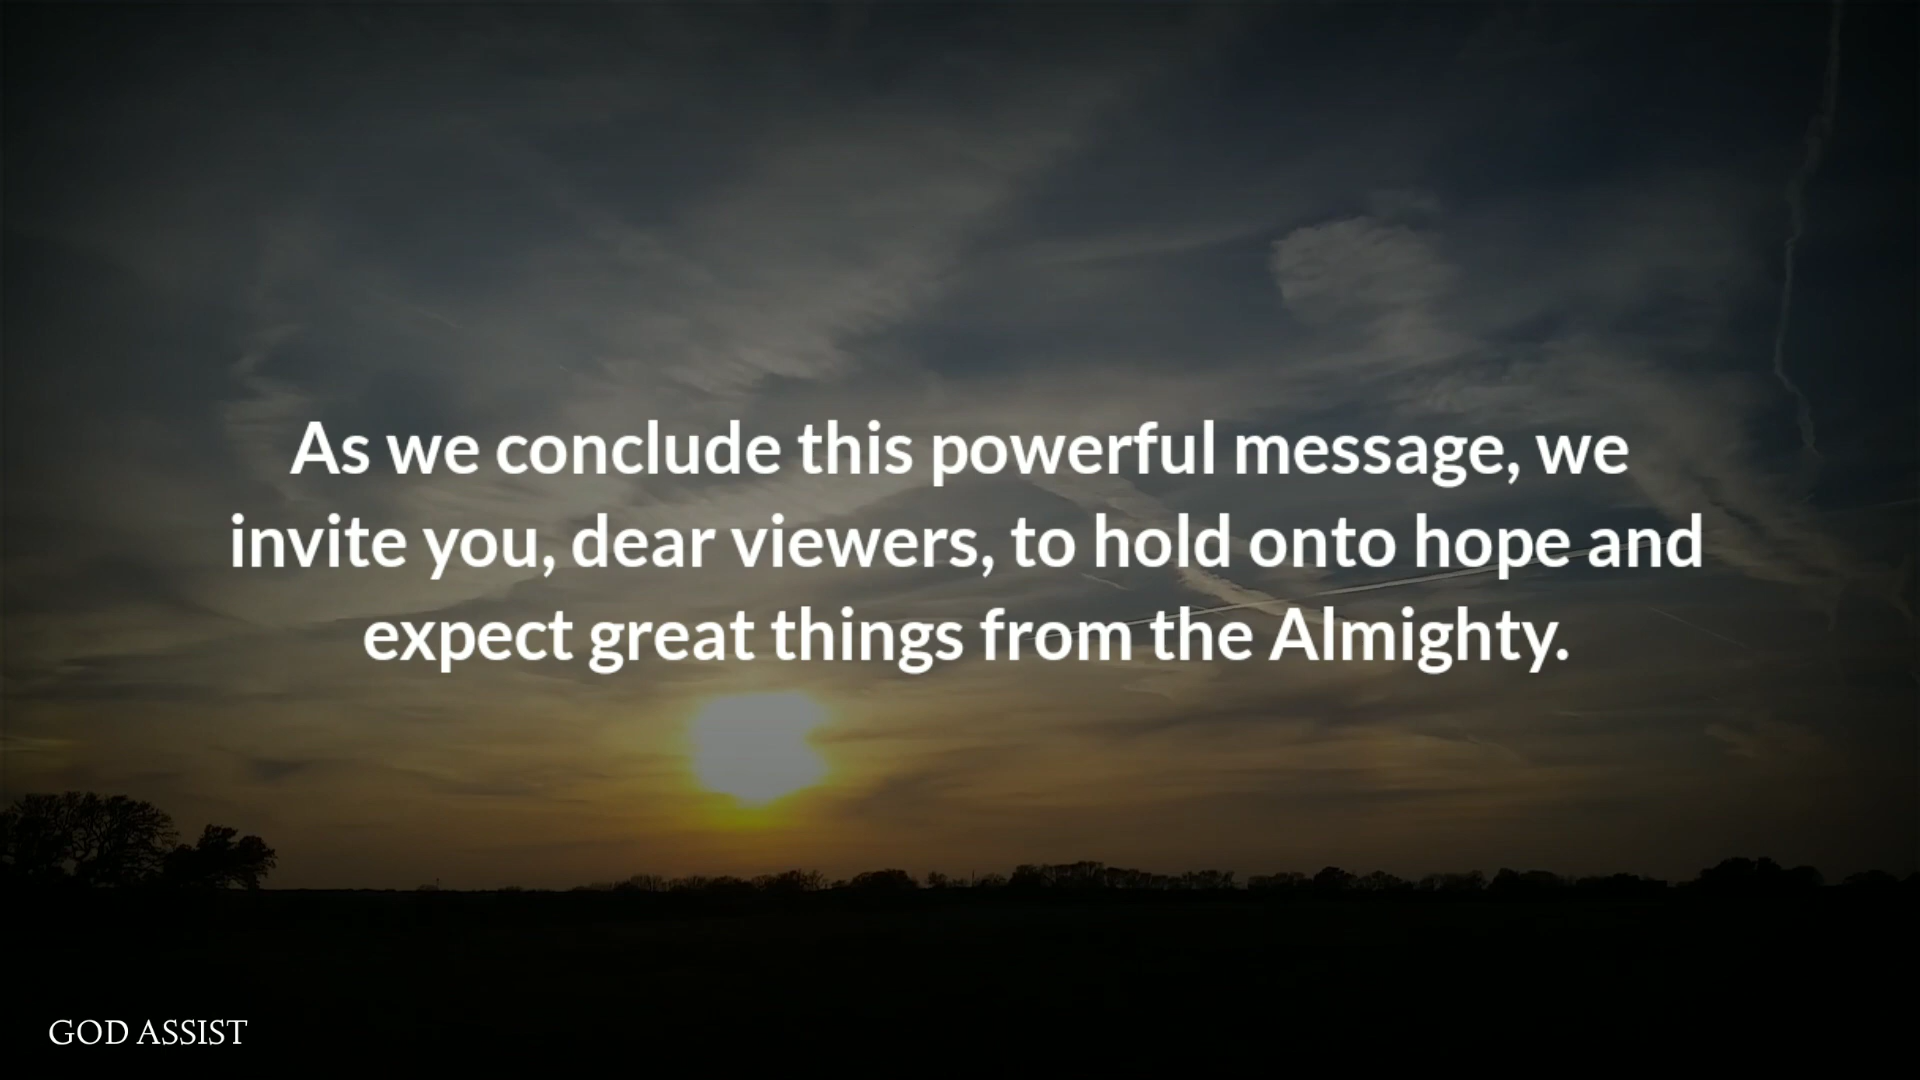 As we conclude this powerful message, we
invite you, dear viewers, to hold onto hope and
expect great things from the Almighty.
GOD ASSIST